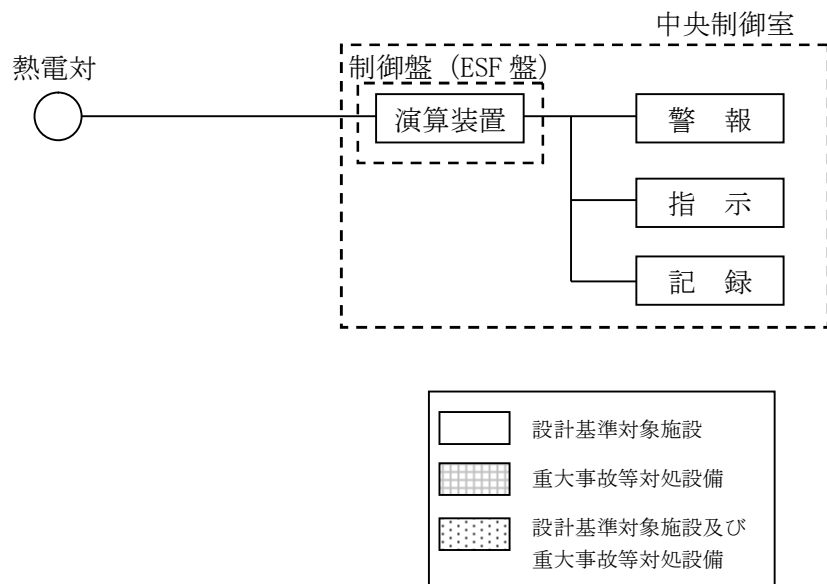 中央制御室
熱電対
制御盤（ESF 盤）
演算装置
警　報
指　示
記　録
設計基準対象施設
重大事故等対処設備
設計基準対象施設及び
重大事故等対処設備